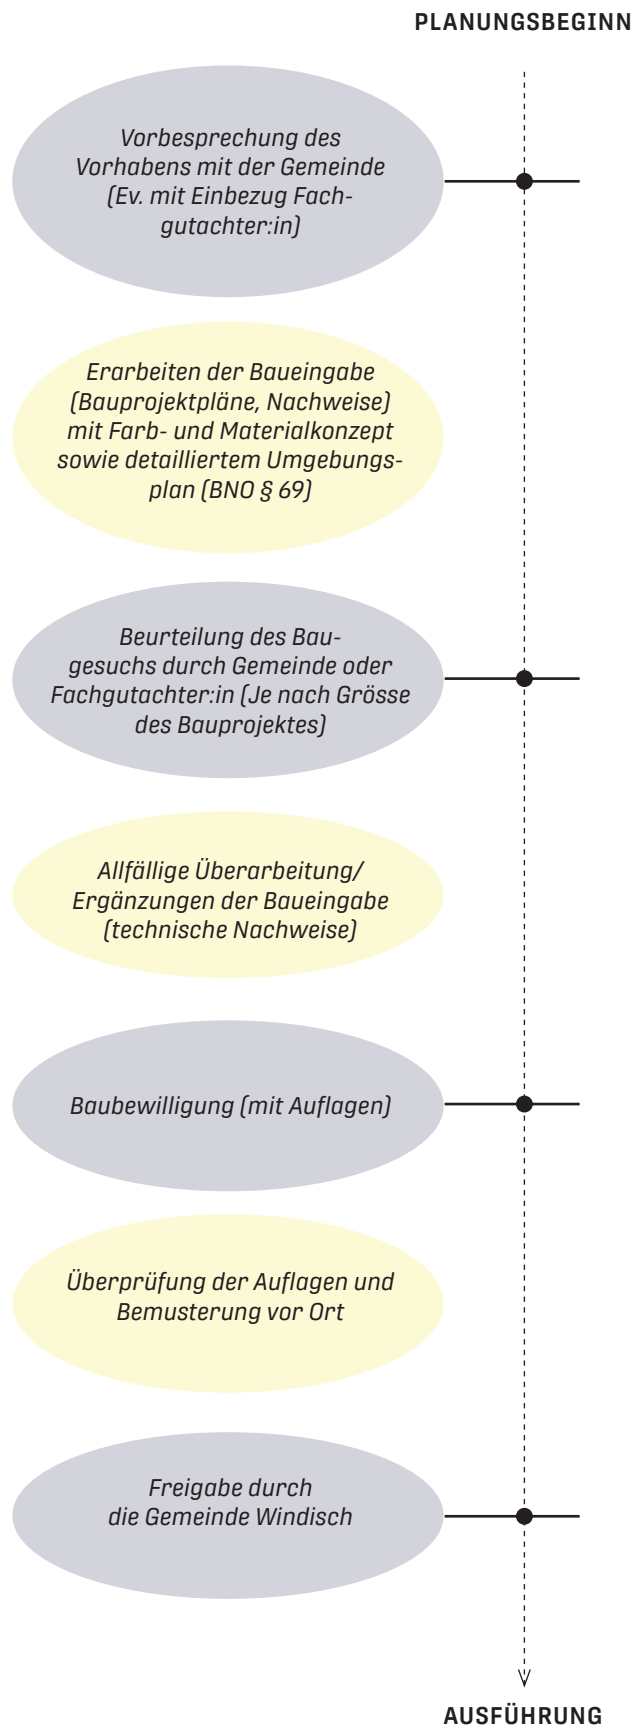 PLANUNGSBEGINN
Vorbesprechung des
Vorhabens mit der Gemeinde
(Ev. mit Einbezug Fach-
gutachter:in)
Erarbeiten der Baueingabe
(Bauprojektpläne, Nachweise)
mit Farb- und Materialkonzept
sowie detailliertem Umgebungs-
plan (BNO § 69)
Beurteilung des Bau-
gesuchs durch Gemeinde oder
Fachgutachter:in (Je nach Grösse
des Bauprojektes)
Allfällige Überarbeitung/
Ergänzungen der Baueingabe
(technische Nachweise)
Baubewilligung (mit Auflagen)
Überprüfung der Auflagen und
Bemusterung vor Ort
Freigabe durch
die Gemeinde Windisch
AUSFÜHRUNG